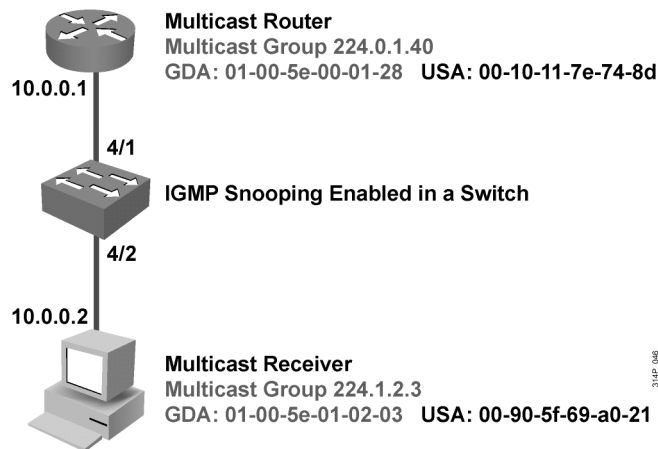 Multicast Router
Multicast Group 224.0.1.40
GDA: 01-00-5e-00-01-28 USA: 00-10-11-7e-74-8d
10.0.0.1
4/1
IGMP Snooping Enabled in a Switch
4/2
10.0.0.2
Multicast Receiver
Multicast Group 224.1.2.3
GDA: 01-00-5e-01-02-03 USA: 00-90-5f-69-a0-21
314P_046